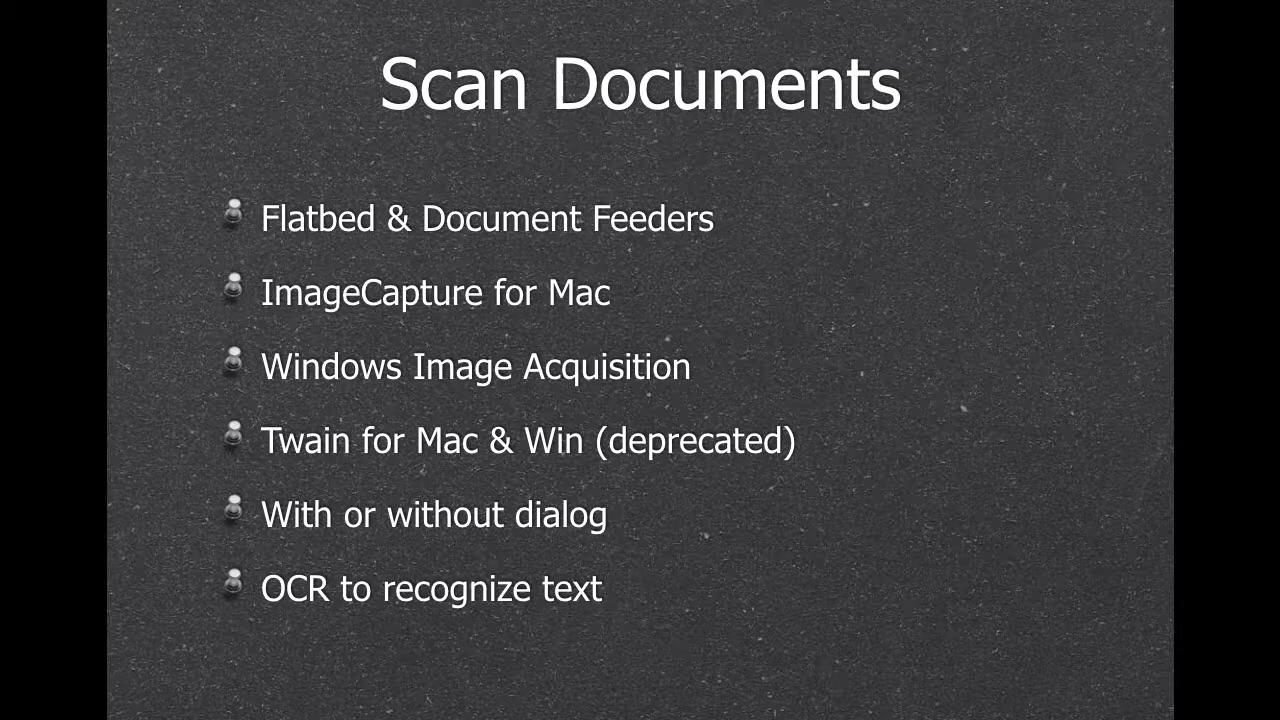 Scan Documents
Flatbed & Document Feeders
ImageCapture for Mac
Windows Image Acquisition
Twain for Mac & Win (deprecated)
With or without dialog
OCR to recognize text